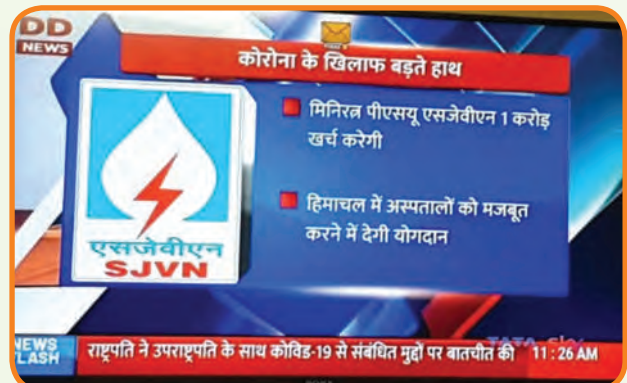 DD
NEWS
कोरोना के खिलाफ बड़ते हाथ
मिनिरत्न पीएसयू एसजेवीएन 1 करोड़
खर्च करेगी
हिमाचल में अस्पतालों को मजबूत
करने में देगी योगदान
एसजेवीएन
SJVN
TATA sky
NEWS
FLASH
राष्ट्रपति ने उपराष्ट्रपति के साथ कोविड-19 से संबंधित मुद्दों पर बातचीत की
11:26 AM